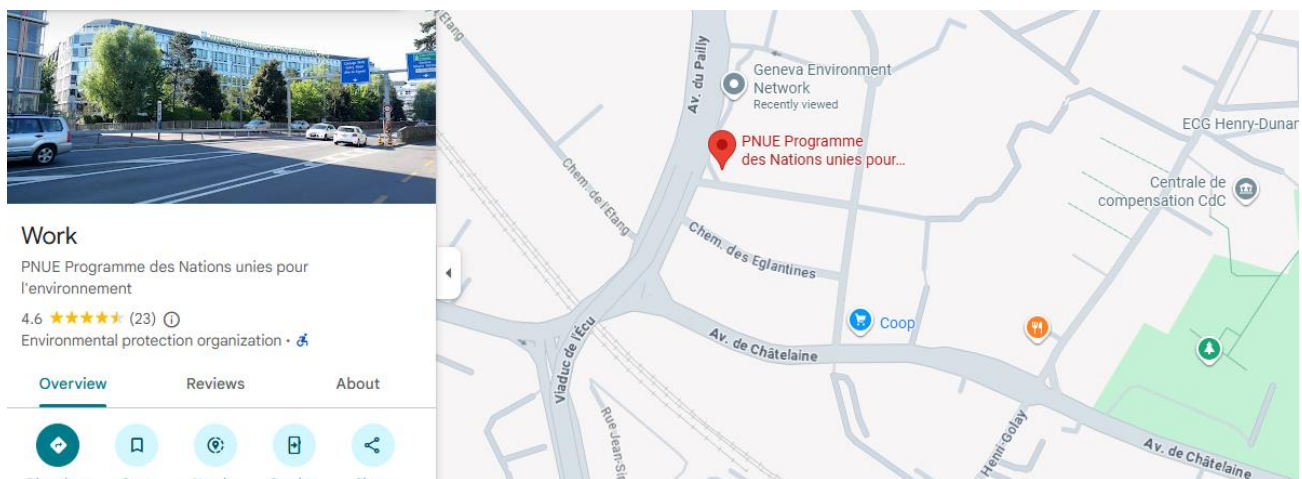 Work
PNUE Programme des Nations unies pour
l'environnement
4.6
(23)
Environmental protection organization ·
Overview
Reviews
About
Chem. de l'Etang
Av. du Pailly
Geneva Environment
Network
Recently viewed
PNUE Programme
des Nations unies pour...
ECG Henry-Dunan
Centrale de
compensation CdC
Chem. des Eglantines
Coop
Viaduc de l'Écu
Av. de Châtelaine
Henri-Golay
Av. de Châtelaine